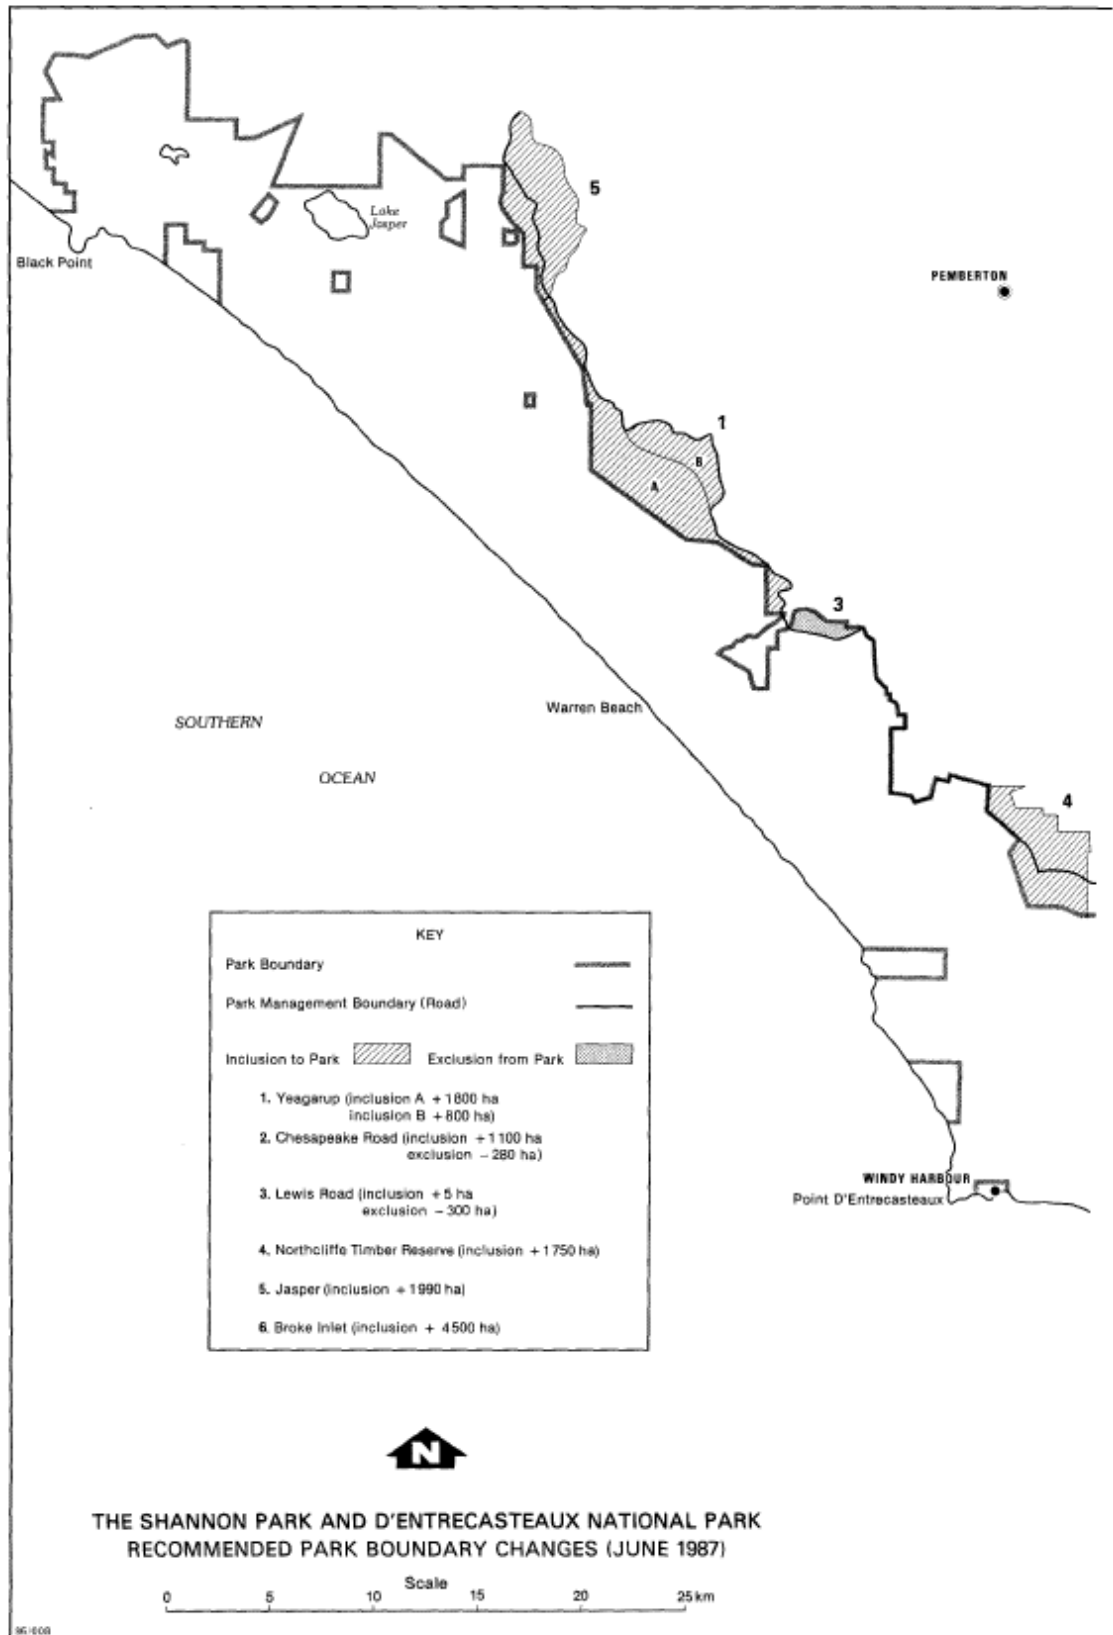 5
Lake
Jasper
Black Point
PEMBERTON
1
B
A
3
Warren Beach
SOUTHERN
OCEAN
4
KEY
Park Boundary
Park Management Boundary (Road)
Inclusion to Park Exclusion from Park
1. Yeagarup (inclusion A + 1800 ha
inclusion B + 800 ha)
2. Chesapeake Road (inclusion + 1100 ha
exclusion – 280 ha)
3. Lewis Road (inclusion + 5 ha
exclusion – 300 ha)
4. Northcliffe Timber Reserve (inclusion + 1750 ha)
5. Jasper (inclusion + 1990 ha)
6. Broke Inlet (inclusion + 4500 ha)
WINDY HARBOUR
Point D'Entrecasteaux
N
THE SHANNON PARK AND D'ENTRECASTEAUX NATIONAL PARK
RECOMMENDED PARK BOUNDARY CHANGES (JUNE 1987)
Scale
0 5 10 15 20 25 km